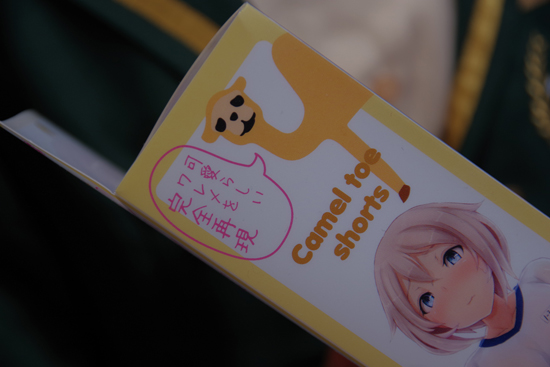 可愛らしい
ワレメを
完全再現
Camel toe
shorts